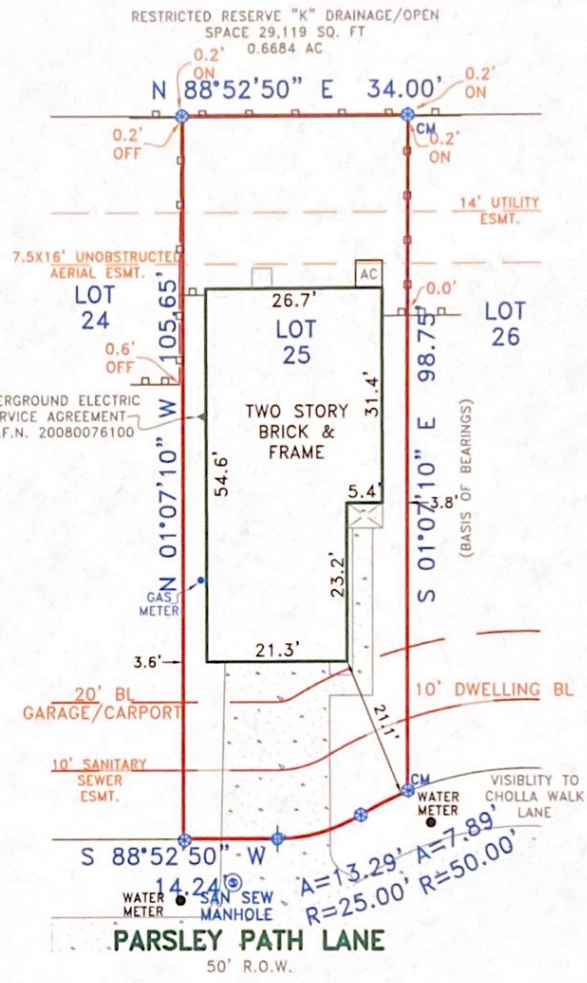 RESTRICTED RESERVE "K" DRAINAGE/OPEN
SPACE 29,119 SQ. FT
0.6684 AC
0.2'
ON
N 88°52'50" E 34.00'
0.2'
ON
0.2'
OFF
CM
0.2'
ON
14' UTILITY
ESMT.
7.5X16' UNOBSTRUCTED
AERIAL ESMT.
AC
LOT
24
26.7'
LOT
25
0.0'
LOT
26
0.6'
OFF
N 01°07'10" W 105.65'
S 01°07'10" E 98.75'
(BASIS OF BEARINGS)
ERGROUND ELECTRIC
RVICE AGREEMENT
.F.N. 20080076100
TWO STORY
BRICK &
FRAME
31.4'
54.6'
5.4'
3.8'
23.2'
GAS
METER
3.6'
21.3'
20' BL
GARAGE/CARPORT
10' DWELLING BL
21.1'
10' SANITARY
SEWER
ESMT.
CM
WATER
METER
VISIBLITY TO
CHOLLA WALK
LANE
S 88°52'50" W
14.24'
S
A=13.29' A=7.89'
R=25.00' R=50.00'
WATER
METER
SAN SEW
MANHOLE
PARSLEY PATH LANE
50' R.O.W.